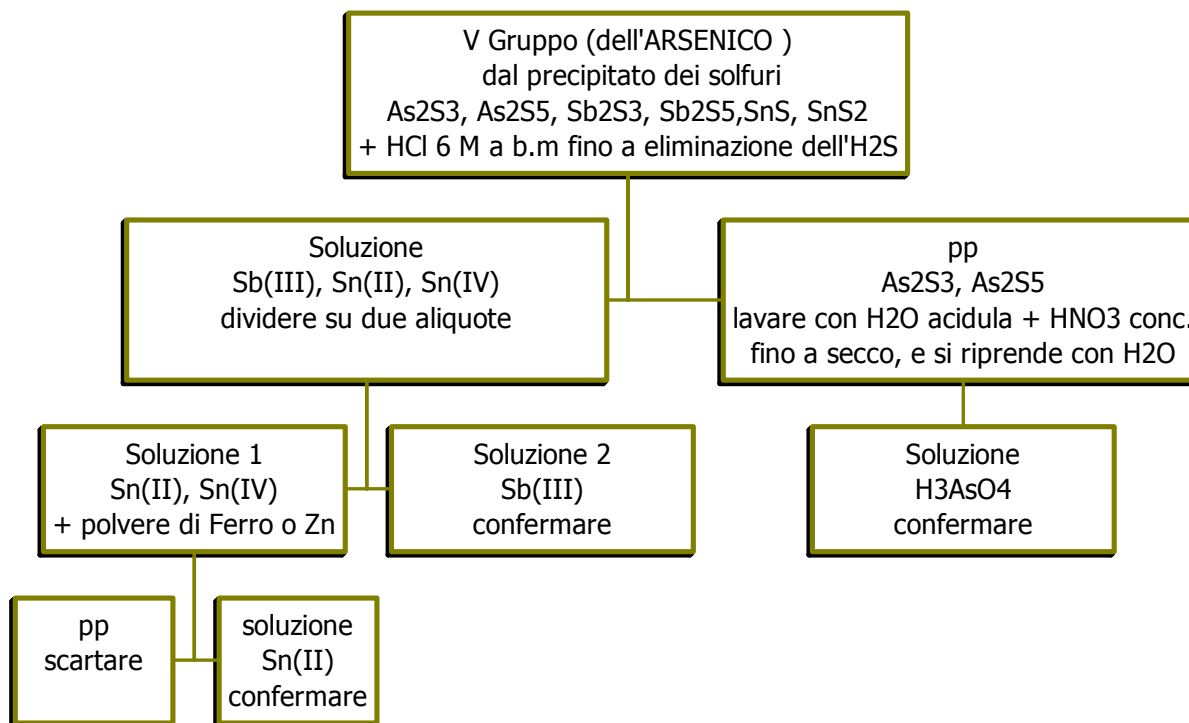 V Gruppo (dell'ARSENICO )
dal precipitato dei solfuri
As2S3, As2S5, Sb2S3, Sb2S5,SnS, SnS2
+ HCl 6 M a b.m fino a eliminazione dell'H2S
Soluzione
Sb(III), Sn(II), Sn(IV)
dividere su due aliquote
pp
As2S3, As2S5
lavare con H2O acidula + HNO3 conc.
fino a secco, e si riprende con H2O
Soluzione 1
Sn(II), Sn(IV)
+ polvere di Ferro o Zn
Soluzione 2
Sb(III)
confermare
Soluzione
H3AsO4
confermare
pp
scartare
soluzione
Sn(II)
confermare